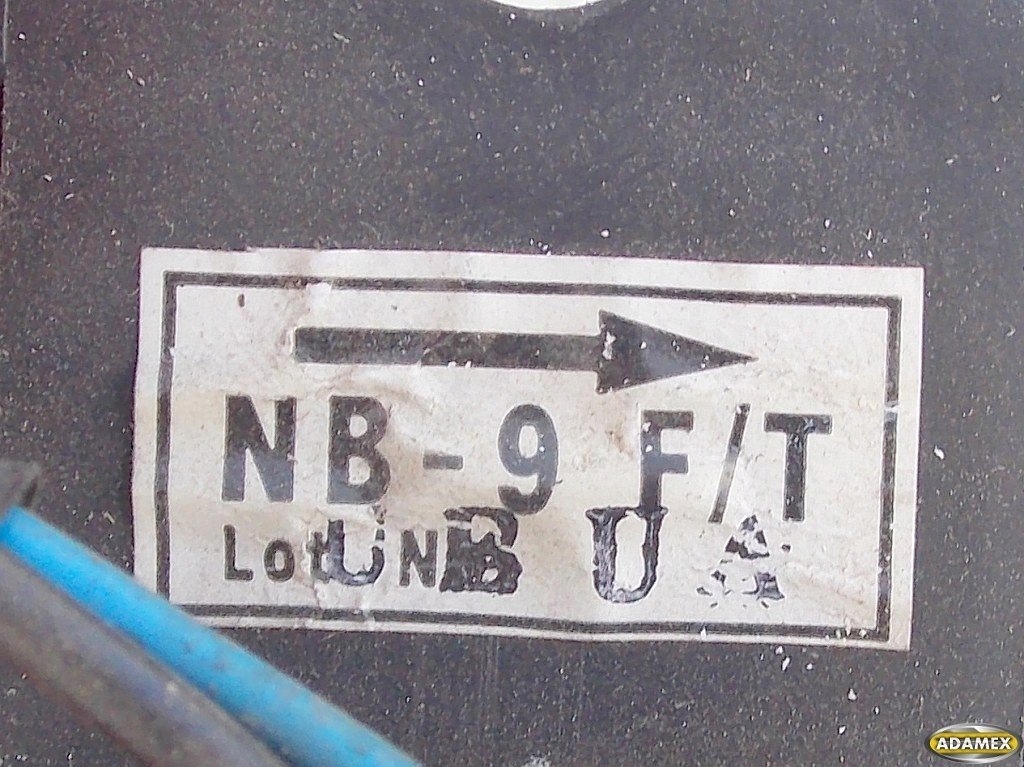 NB-9 F/T
Lot N
U B U A
ADAMEX